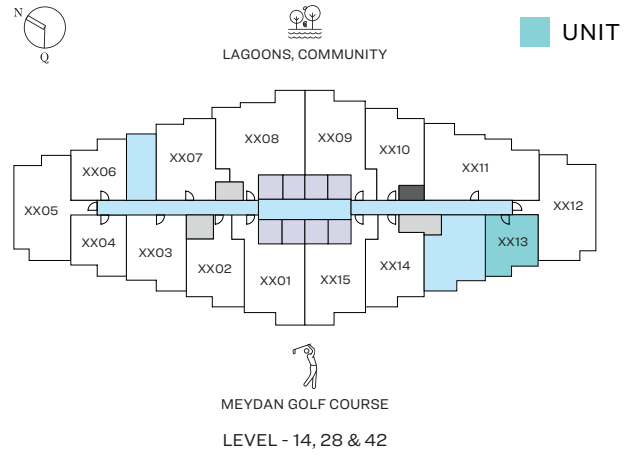 N
Q
LAGOONS, COMMUNITY
UNIT
XX08
XX09
XX07
XX10
XX06
XX11
XX05
XX12
XX04
XX03
XX13
XX02
XX14
XX01
XX15
MEYDAN GOLF COURSE
LEVEL - 14, 28 & 42